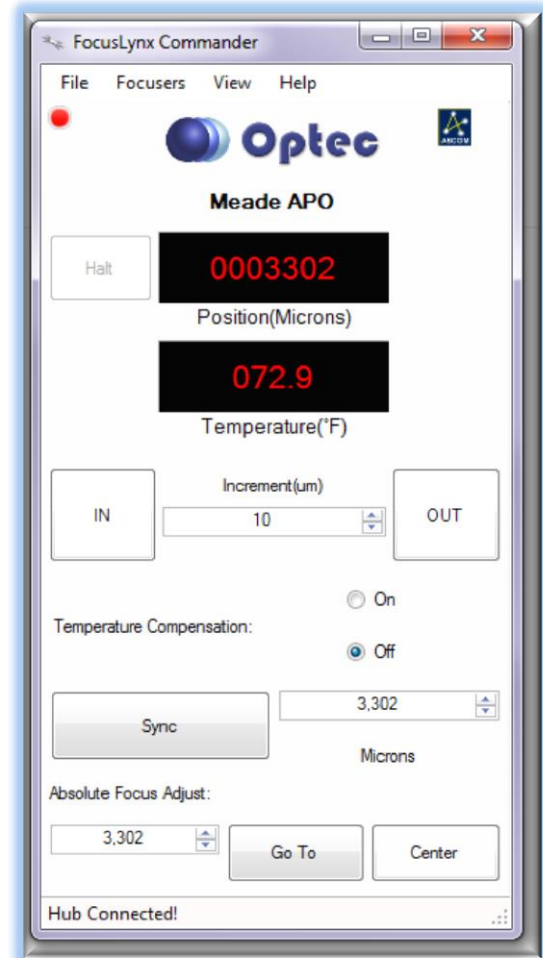 FocusLynx Commander
File Focusers View Help
Optec
ASCOM
Meade APO
Halt
0003302
Position(Microns)
072.9
Temperature(°F)
Increment(um)
IN
10
OUT
On
Temperature Compensation:
Off
3,302
Sync
Microns
Absolute Focus Adjust:
3,302
Go To
Center
Hub Connected!